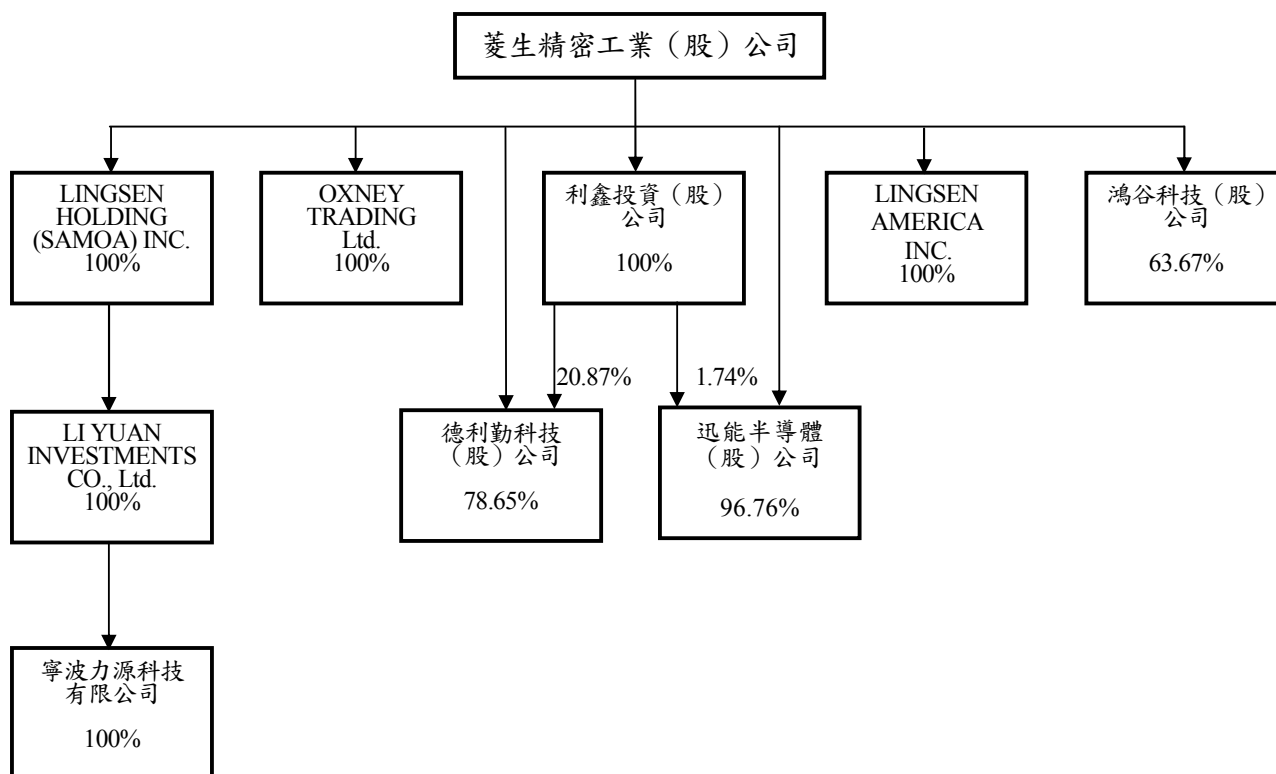 菱生精密工業（股）公司
LINGSEN
HOLDING
(SAMOA) INC.
100%
OXNEY
TRADING
Ltd.
100%
利鑫投資（股）
公司
100%
LINGSEN
AMERICA
INC.
100%
鴻谷科技（股）
公司
63.67%
20.87%
1.74%
LI YUAN
INVESTMENTS
CO., Ltd.
100%
德利勤科技
（股）公司
78.65%
迅能半導體
（股）公司
96.76%
寧波力源科技
有限公司
100%